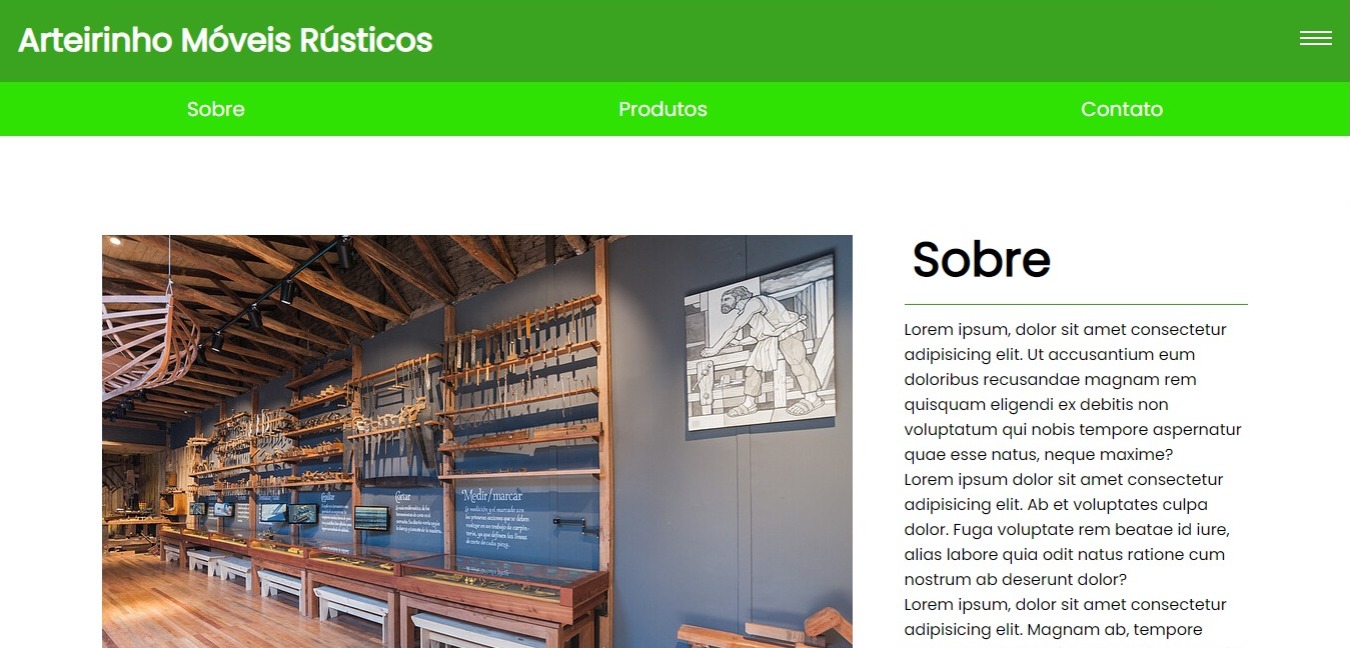 Arteirinho Móveis Rústicos
Sobre
Produtos
Contato
Sobre
Lorem ipsum, dolor sit amet consectetur
adipisicing elit. Ut accusantium eum
doloribus recusandae magnam rem
quisquam eligendi ex debitis non
voluptatum qui nobis tempore aspernatur
quae esse natus, neque maxime?
Lorem ipsum dolor sit amet consectetur
adipisicing elit. Ab et voluptates culpa
dolor. Fuga voluptate rem beatae id iure,
alias labore quia odit natus ratione cum
nostrum ab deserunt dolor?
Lorem ipsum, dolor sit amet consectetur
adipisicing elit. Magnam ab, tempore
Cortar
Medir/marcar